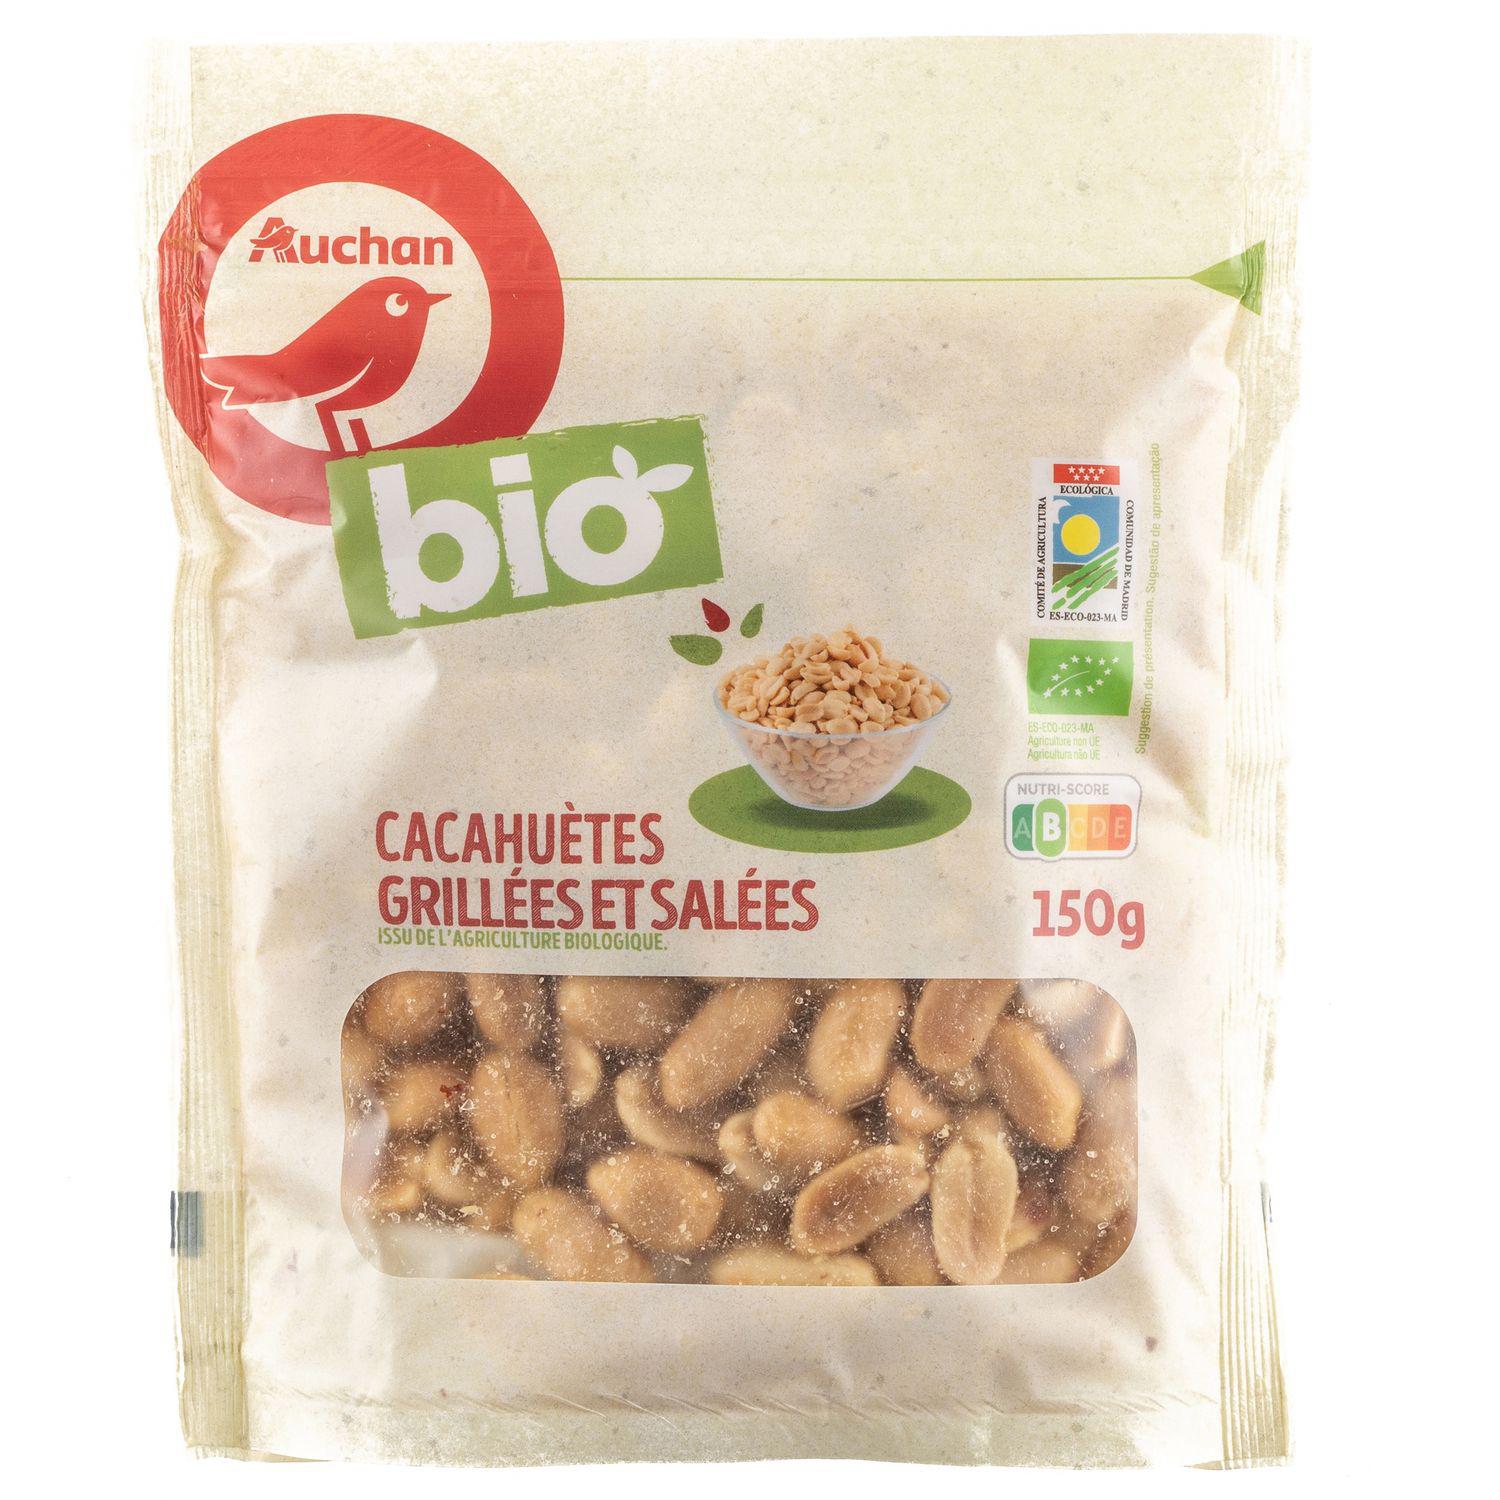 Auchan
bio
ECOLÓGICA
COMITÉ DE AGRICULTURA
COMUNIDAD DE MADRID
ES-ECO-023-MA
Suggestion de présentation. Sugestão de apresentação
ES-ECO-023-MA
Agriculture non UE
Agricultura não UE
NUTRI-SCORE
A B C D E
CACAHUÈTES
GRILLÉES ET SALÉES
ISSU DE L'AGRICULTURE BIOLOGIQUE.
150g